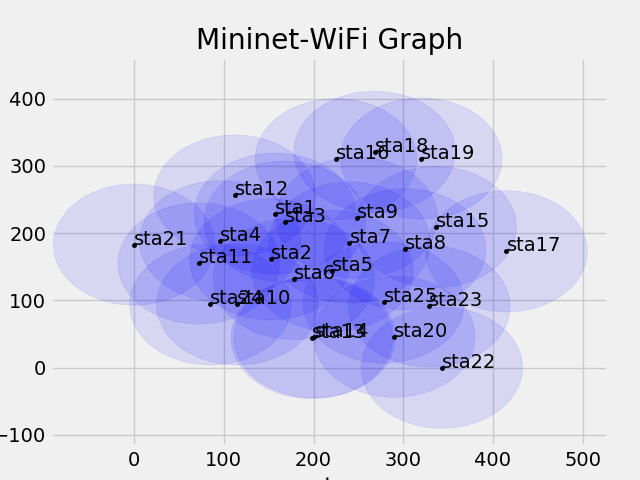 Mininet-WiFi Graph
400
300
200
100
0
−100
sta16
sta18
sta19
sta12
sta1
sta3
sta9
sta15
sta21
sta4
sta7
sta8
sta17
sta11
sta2
sta5
sta6
sta24
sta10
sta25
sta23
sta13
sta14
sta20
sta22
0
100
200
300
400
500